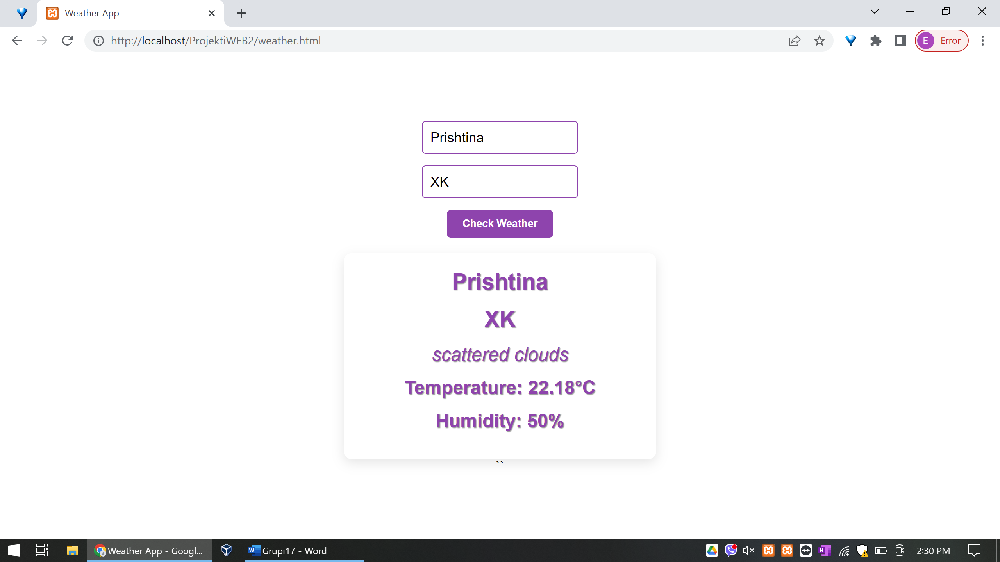 Weather App
http://localhost/ProjektiWEB2/weather.html
E Error
Prishtina
XK
Check Weather
Prishtina
XK
scattered clouds
Temperature: 22.18°C
Humidity: 50%
``
Weather App - Googl...
Grupi17 - Word
2:30 PM